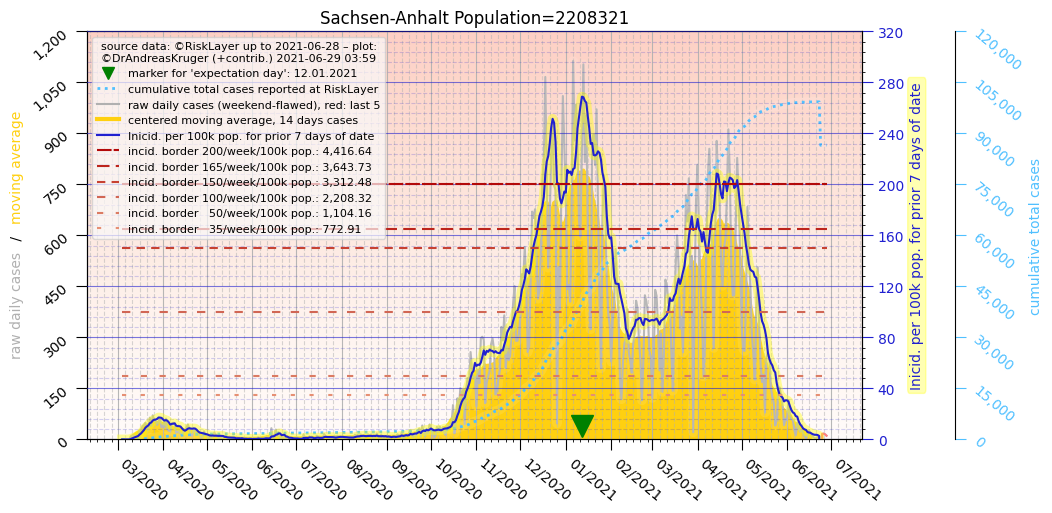 Sachsen-Anhalt Population=2208321
source data: ©RiskLayer up to 2021-06-28 – plot:
©DrAndreasKruger (+contrib.) 2021-06-29 03:59
marker for 'expectation day': 12.01.2021
cumulative total cases reported at RiskLayer
raw daily cases (weekend-flawed), red: last 5
centered moving average, 14 days cases
Inicid. per 100k pop. for prior 7 days of date
incid. border 200/week/100k pop.: 4,416.64
incid. border 165/week/100k pop.: 3,643.73
incid. border 150/week/100k pop.: 3,312.48
incid. border 100/week/100k pop.: 2,208.32
incid. border   50/week/100k pop.: 1,104.16
incid. border   35/week/100k pop.: 772.91
raw daily cases / moving average
1,200
1,050
900
750
600
450
300
150
0
03/2020
04/2020
05/2020
06/2020
07/2020
08/2020
09/2020
10/2020
11/2020
12/2020
01/2021
02/2021
03/2021
04/2021
05/2021
06/2021
07/2021
320
280
240
200
160
120
80
40
0
Inicid. per 100k pop. for prior 7 days of date
120,000
105,000
90,000
75,000
60,000
45,000
30,000
15,000
0
cumulative total cases